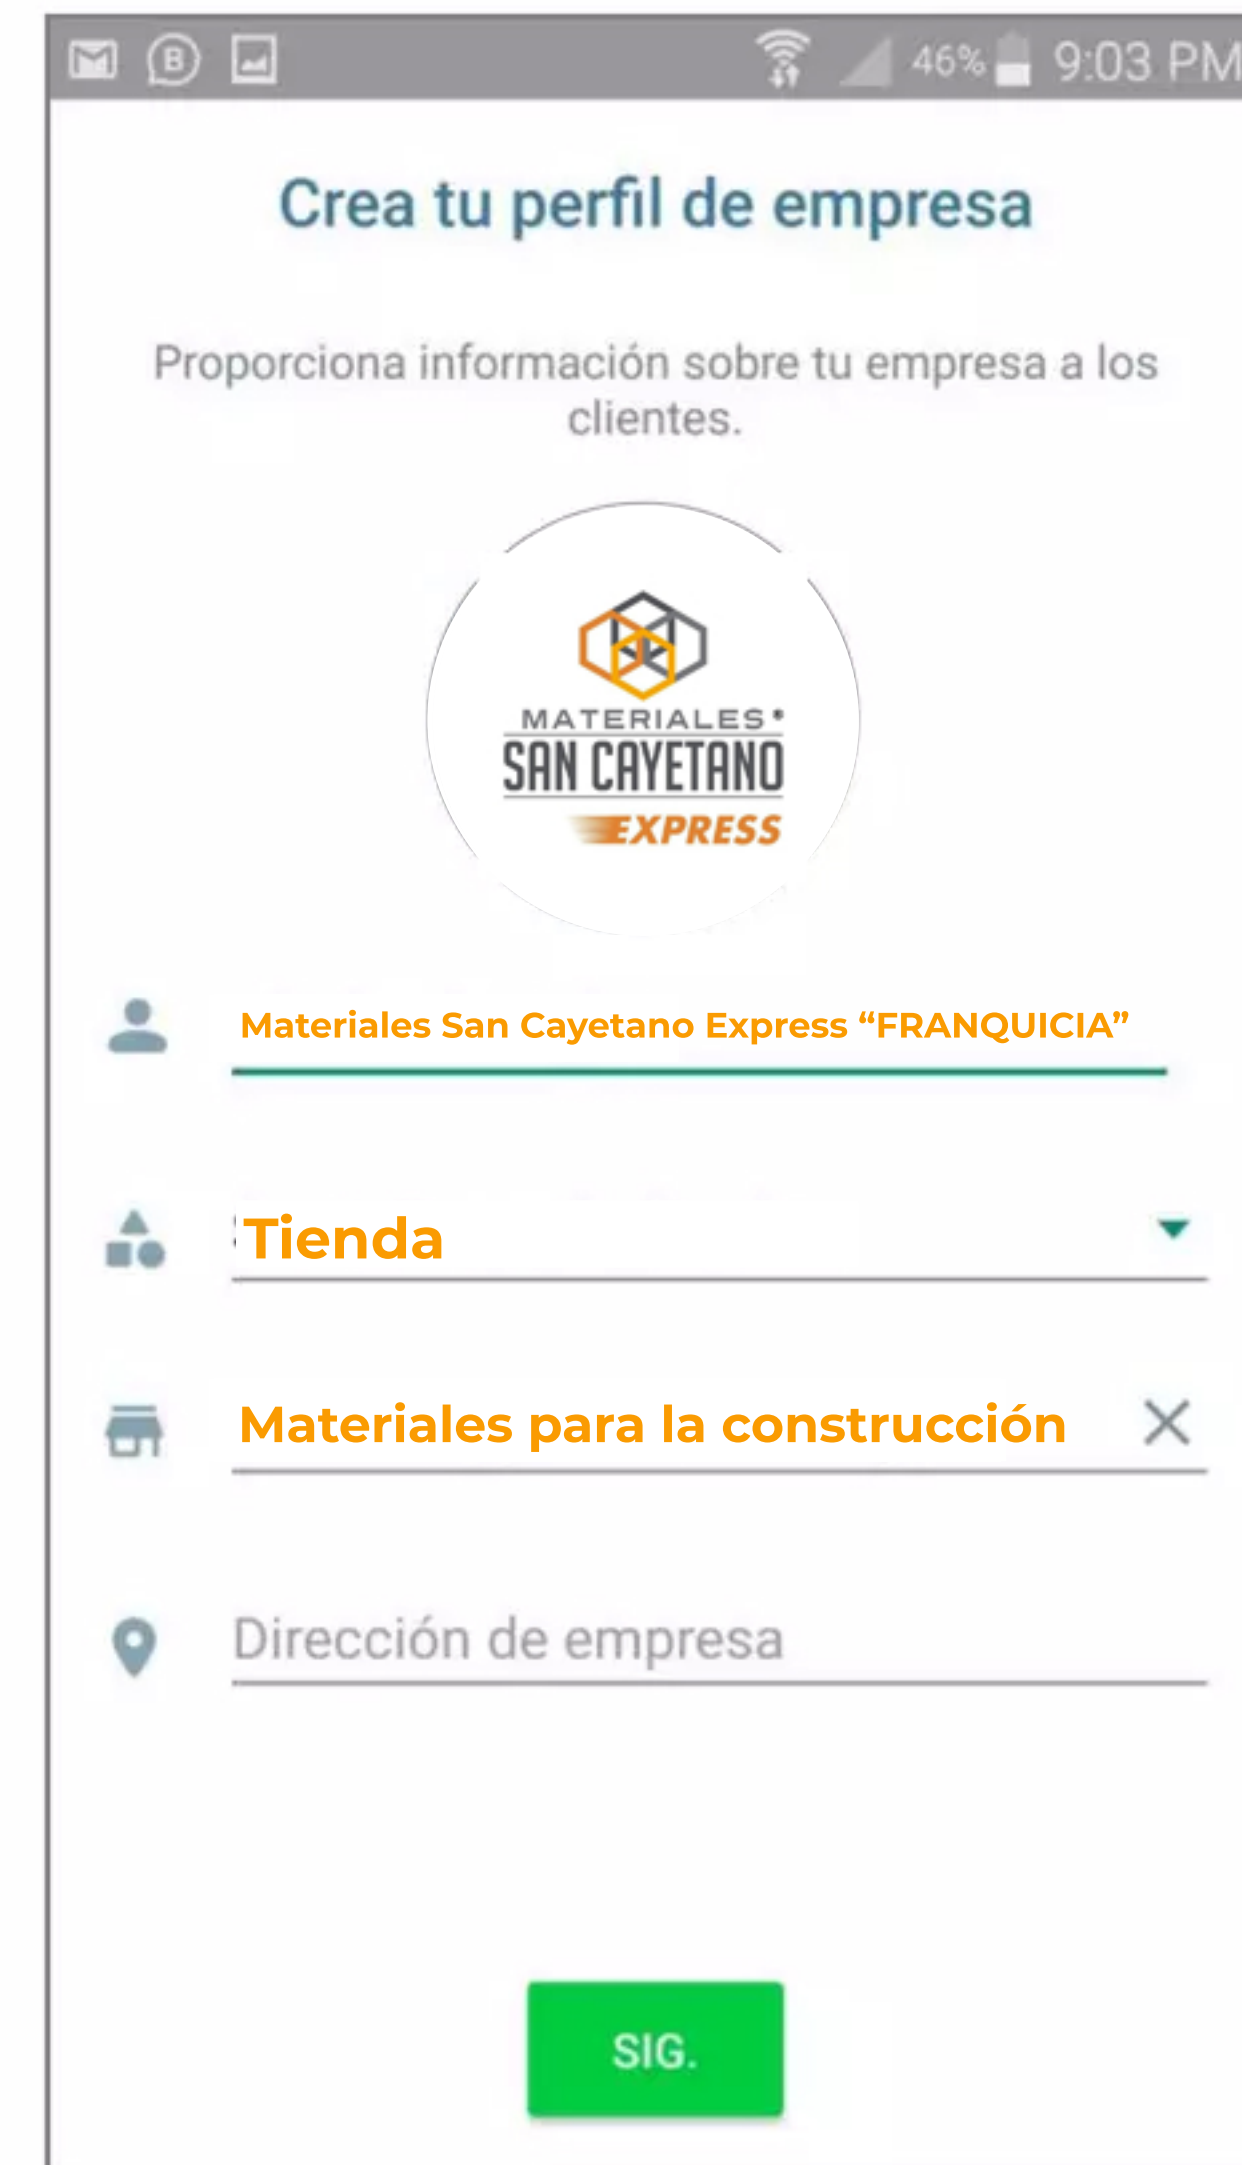 46% 9:03 PM
Crea tu perfil de empresa
Proporciona información sobre tu empresa a los
clientes.
MATERIALES
SAN CAYETANO
EXPRESS
Materiales San Cayetano Express “FRANQUICIA”
Tienda
Materiales para la construcción
Dirección de empresa
SIG.